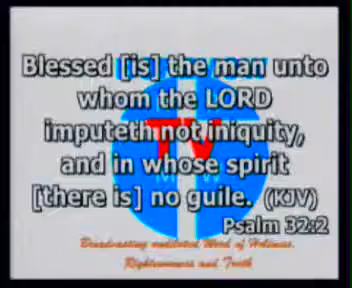 Blessed [is] the man unto
whom the LORD
imputeth not iniquity,
and in whose spirit
[there is] no guile. (KJV)
Psalm 32:2
TV
Broadcasting undiluted Word of Holiness,
Righteousness and Truth